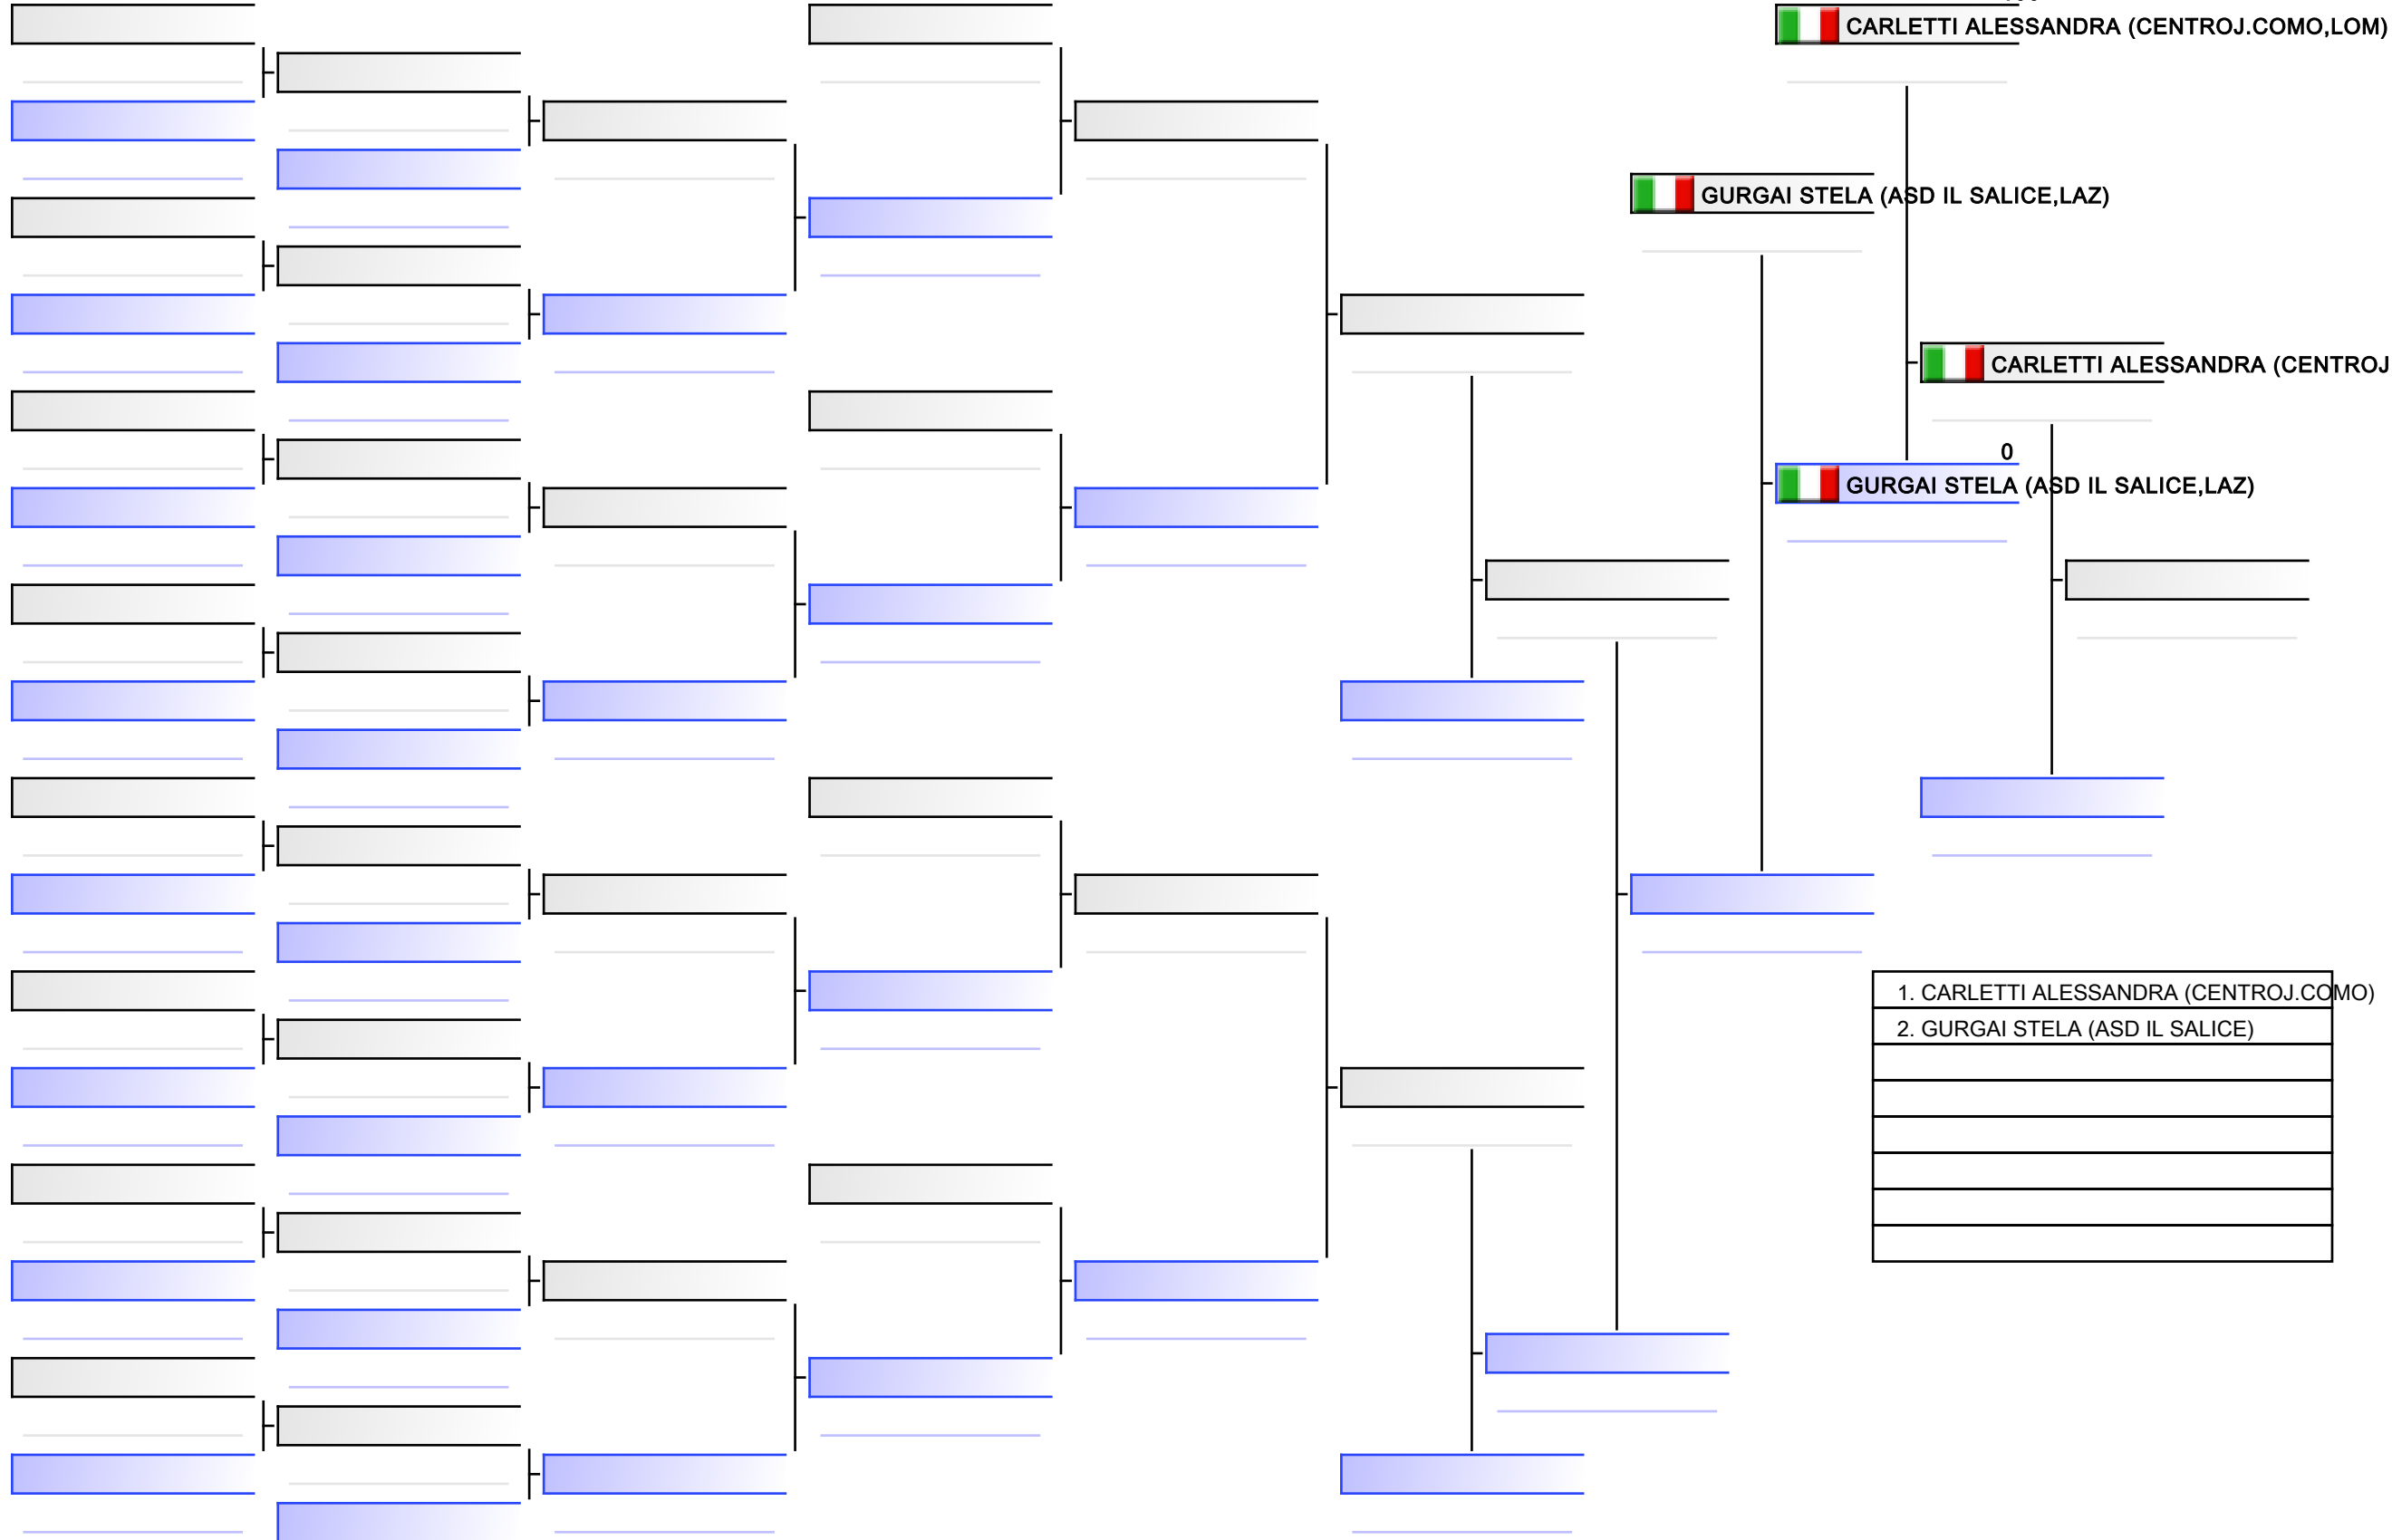 CARLETTI ALESSANDRA (CENTROJ.COMO,LOM)
GURGAI STELA (ASD IL SALICE,LAZ)
CARLETTI ALESSANDRA (CENTROJ
0
GURGAI STELA (ASD IL SALICE,LAZ)
1. CARLETTI ALESSANDRA (CENTROJ.COMO)
2. GURGAI STELA (ASD IL SALICE)